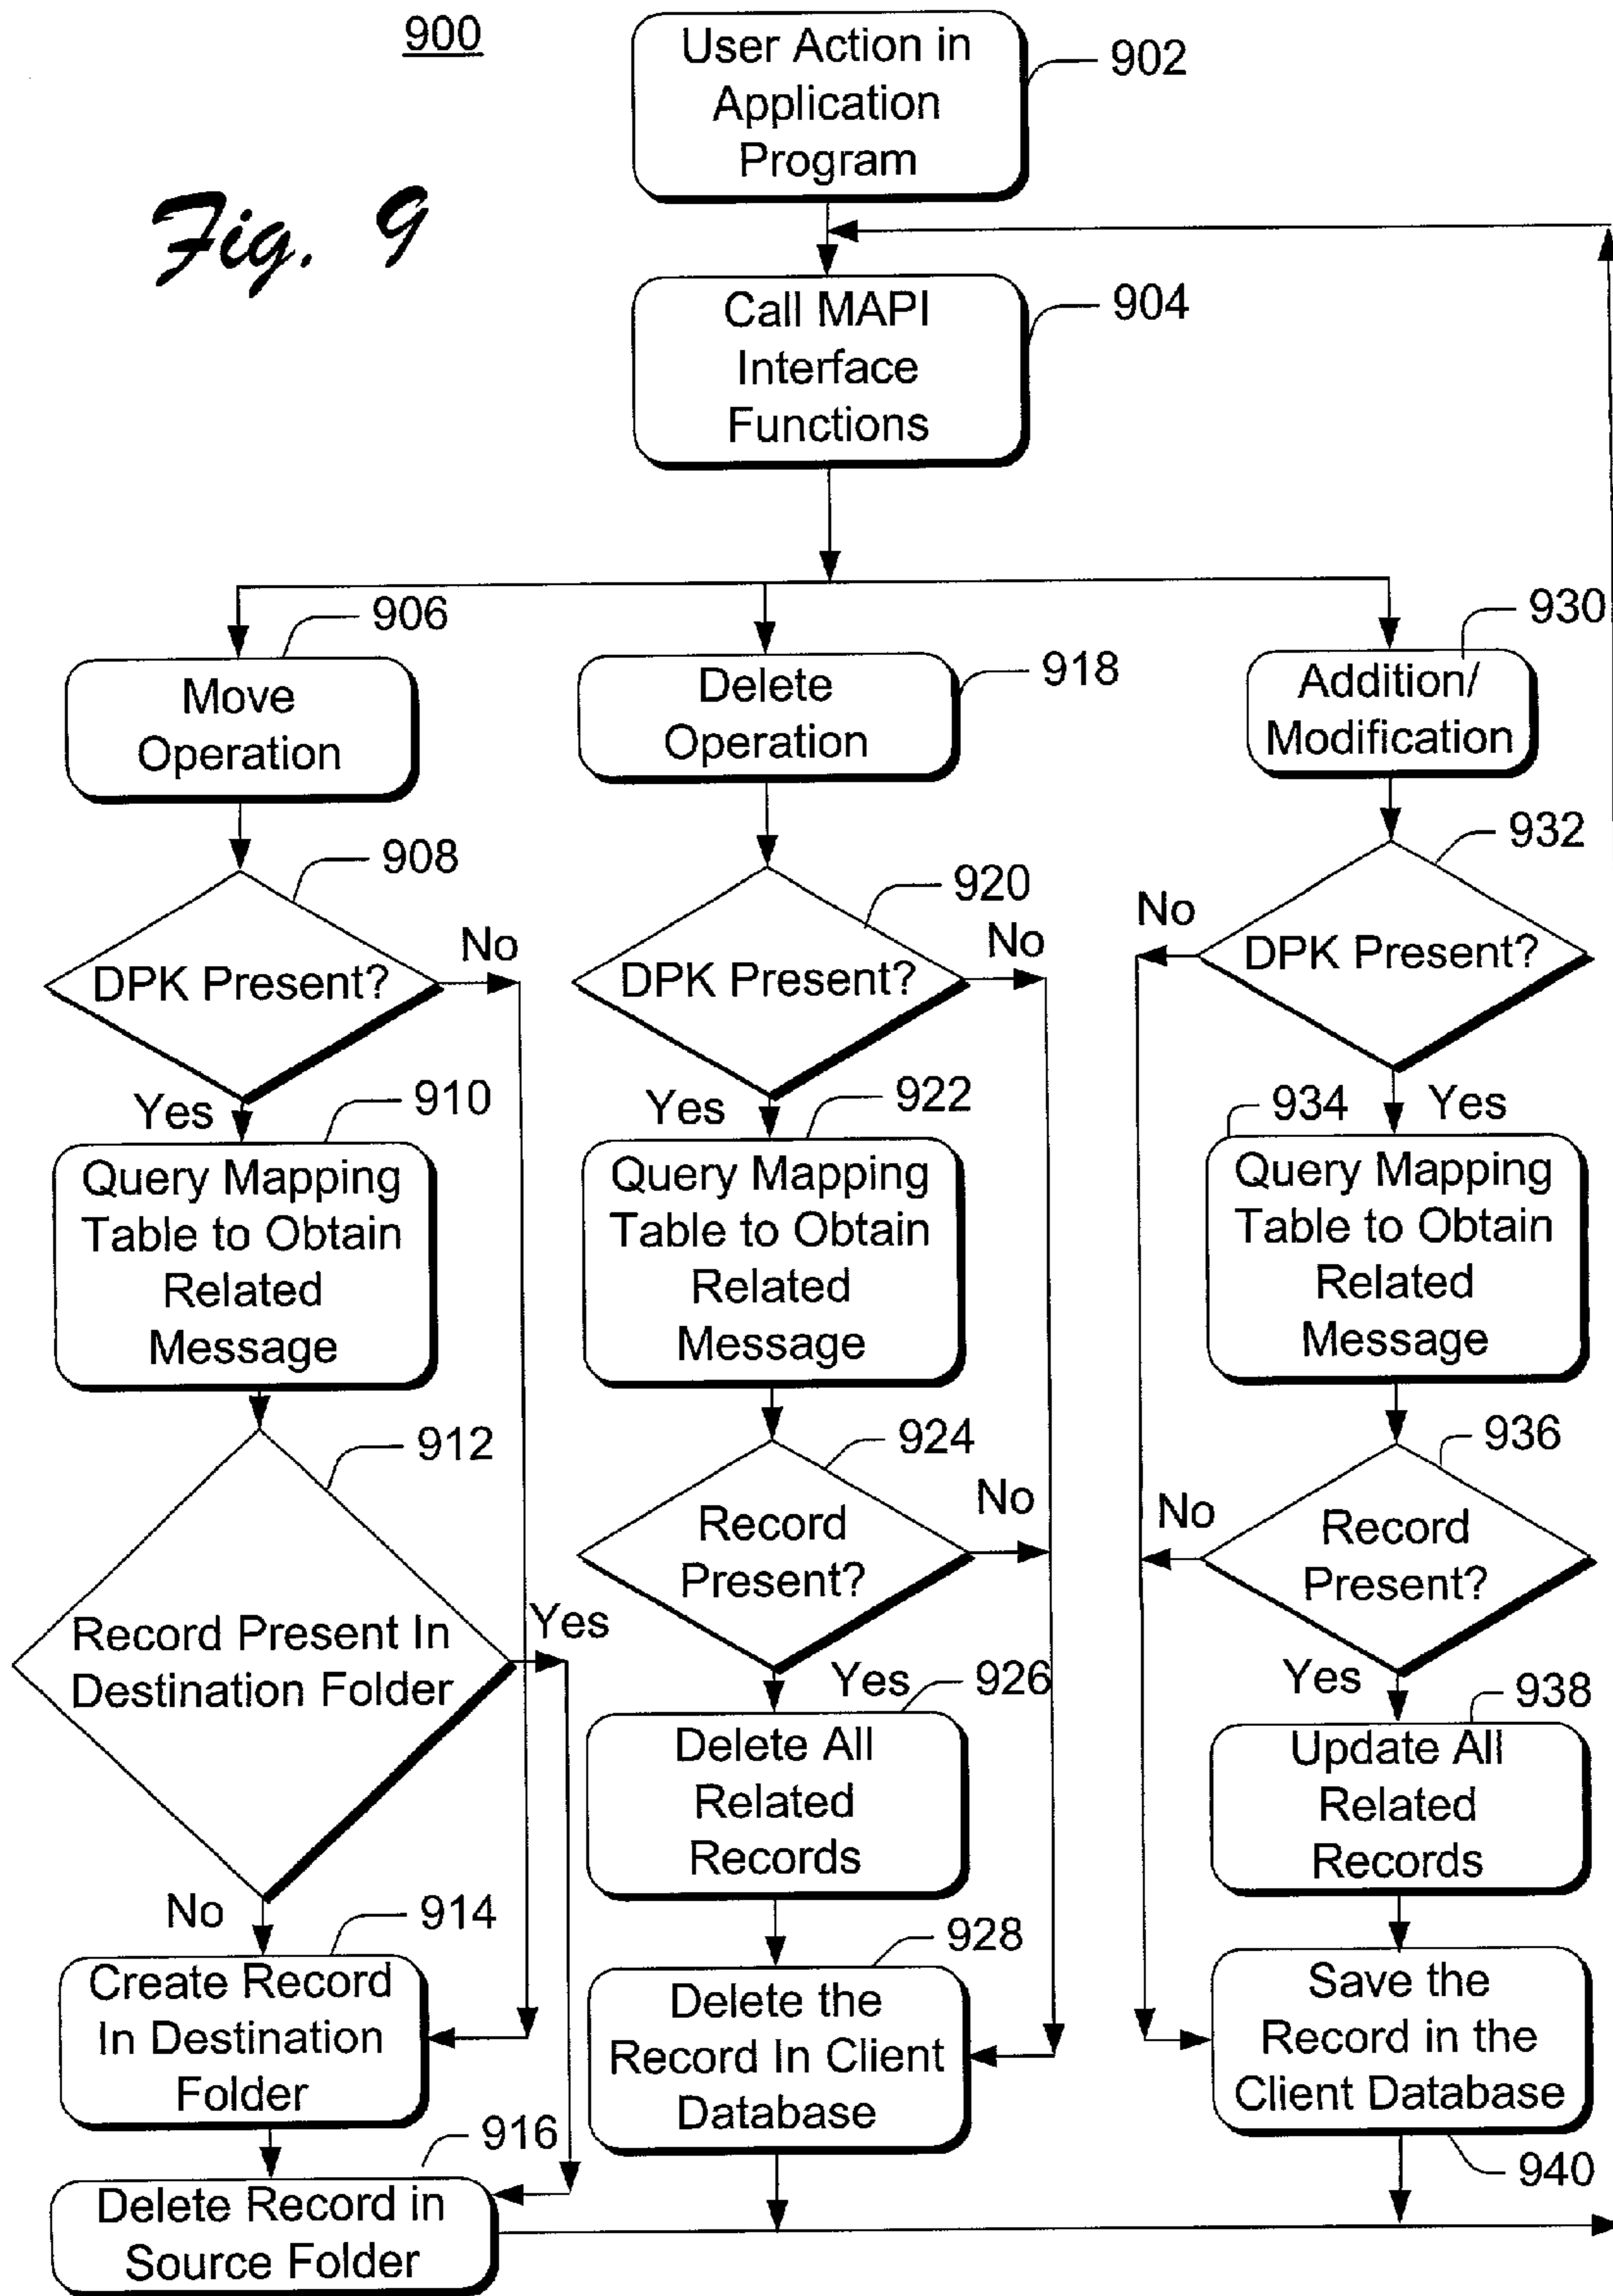 900
Fig. 9
User Action in
Application
Program
902
Call MAPI
Interface
Functions
904
906
Move
Operation
908
DPK Present?
No
Yes
910
Query Mapping
Table to Obtain
Related
Message
912
Record Present In
Destination Folder
Yes
No
914
Create Record
In Destination
Folder
916
Delete Record in
Source Folder
918
Delete
Operation
920
DPK Present?
No
Yes
922
Query Mapping
Table to Obtain
Related
Message
924
Record
Present?
No
Yes
926
Delete All
Related
Records
928
Delete the
Record In Client
Database
930
Addition/
Modification
932
No
DPK Present?
934
Yes
Query Mapping
Table to Obtain
Related
Message
936
No
Record
Present?
Yes
938
Update All
Related
Records
Save the
Record in the
Client Database
940